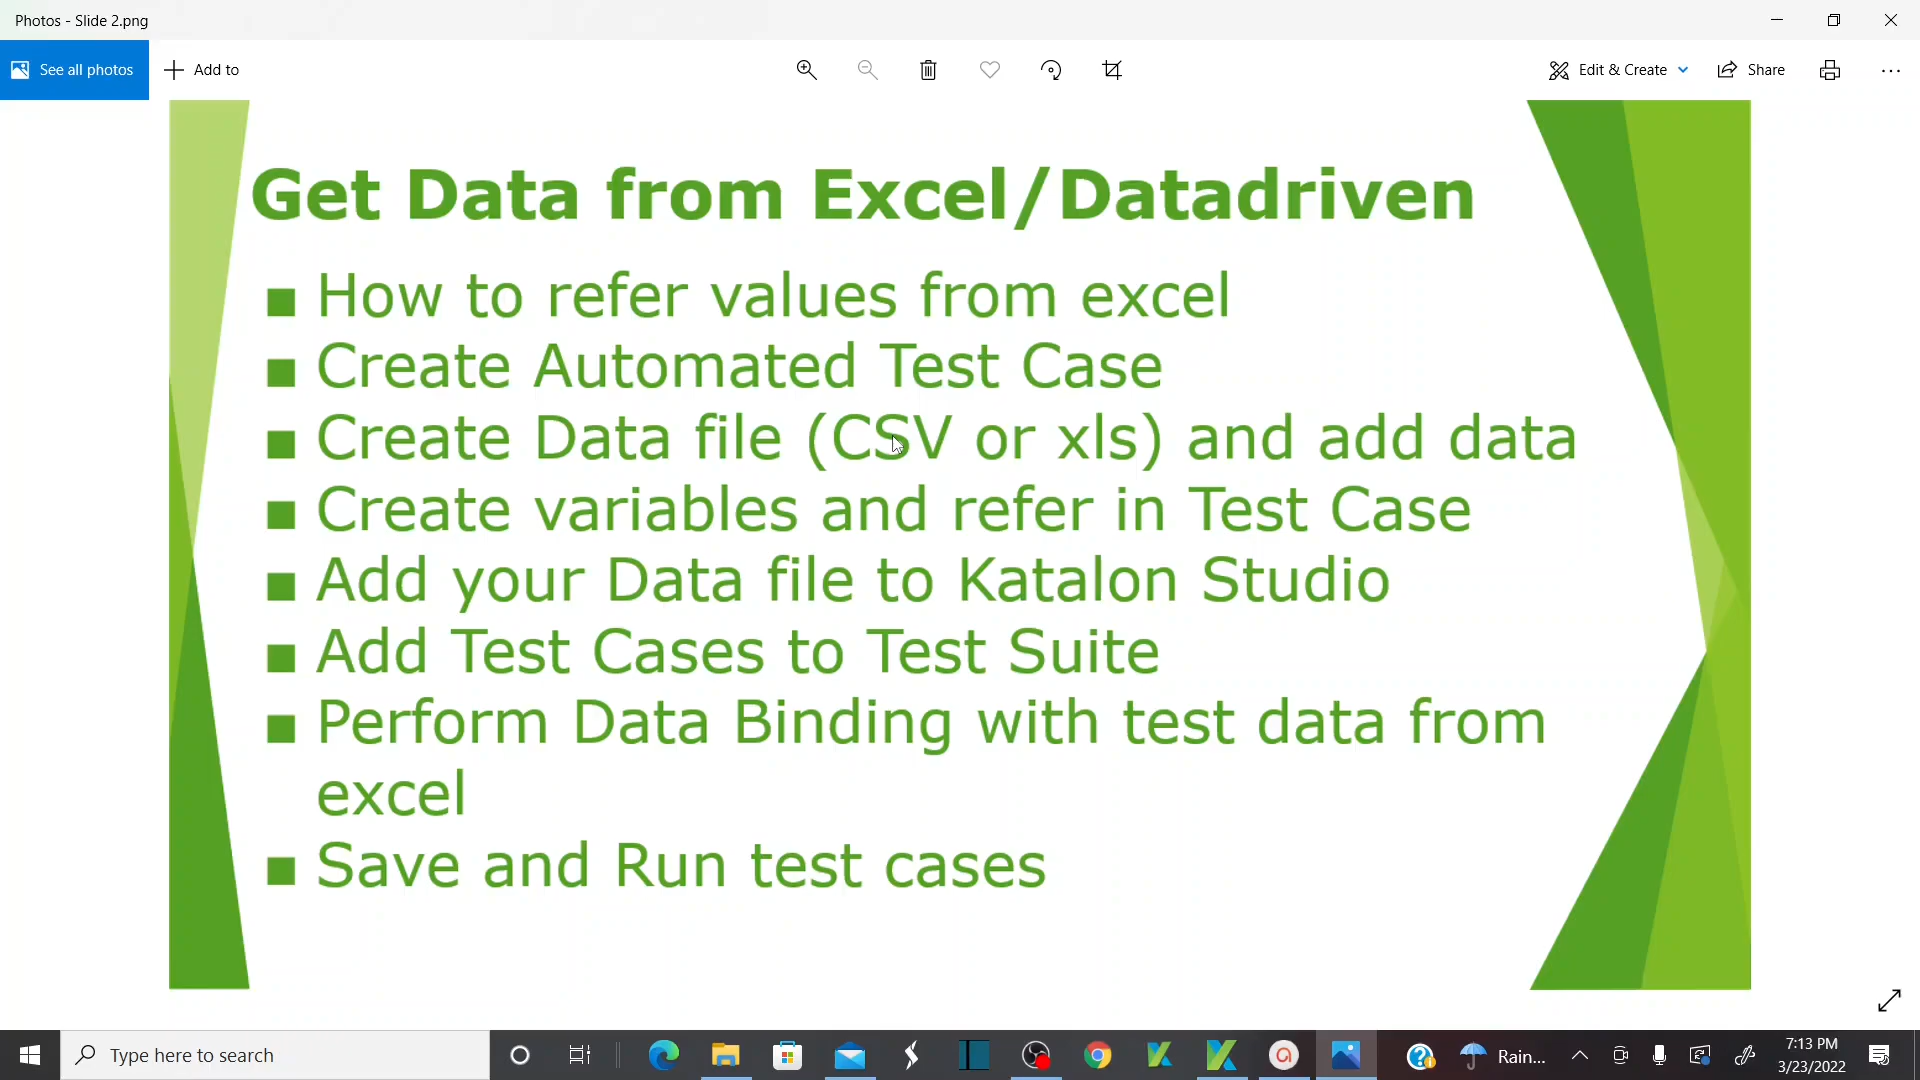 Photos - Slide 2.png
See all photos
Add to
Edit & Create
Share
Get Data from Excel/Datadriven
■ How to refer values from excel
■ Create Automated Test Case
■ Create Data file (CSV or xls) and add data
■ Create variables and refer in Test Case
■ Add your Data file to Katalon Studio
■ Add Test Cases to Test Suite
■ Perform Data Binding with test data from
excel
■ Save and Run test cases
Type here to search
Rain...
7:13 PM
3/23/2022